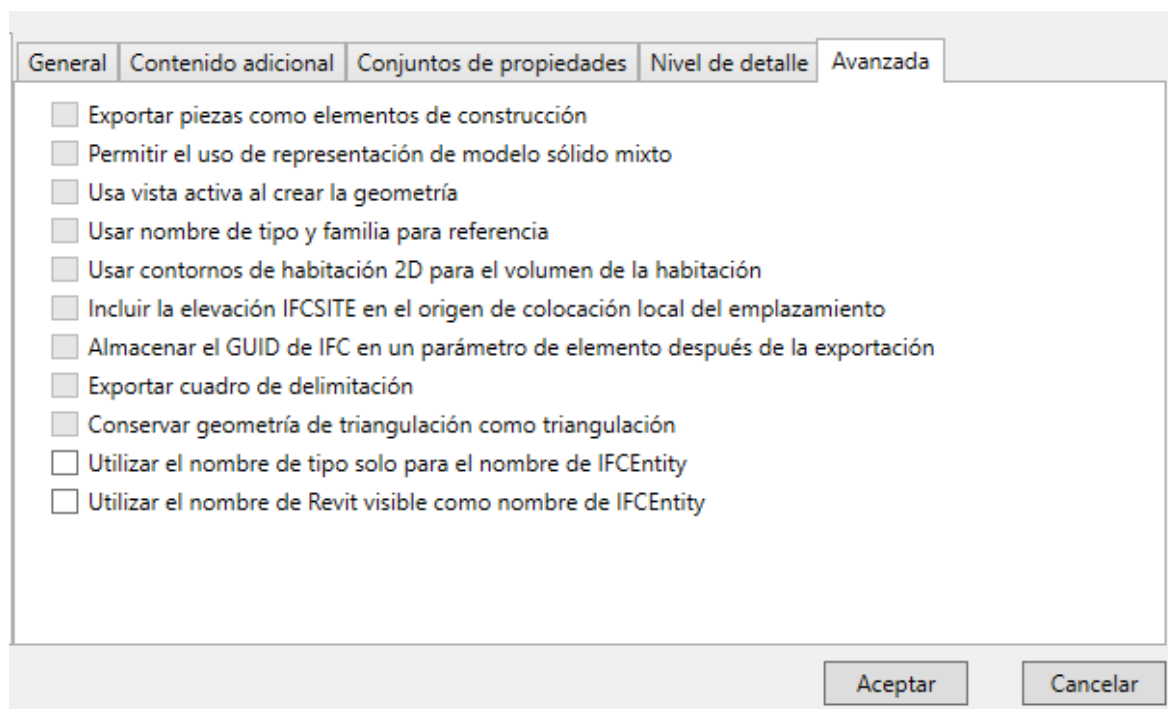 General Contenido adicional Conjuntos de propiedades Nivel de detalle Avanzada
Exportar piezas como elementos de construcción
Permitir el uso de representación de modelo sólido mixto
Usa vista activa al crear la geometría
Usar nombre de tipo y familia para referencia
Usar contornos de habitación 2D para el volumen de la habitación
Incluir la elevación IFCSITE en el origen de colocación local del emplazamiento
Almacenar el GUID de IFC en un parámetro de elemento después de la exportación
Exportar cuadro de delimitación
Conservar geometría de triangulación como triangulación
Utilizar el nombre de tipo solo para el nombre de IFCEntity
Utilizar el nombre de Revit visible como nombre de IFCEntity
Aceptar Cancelar